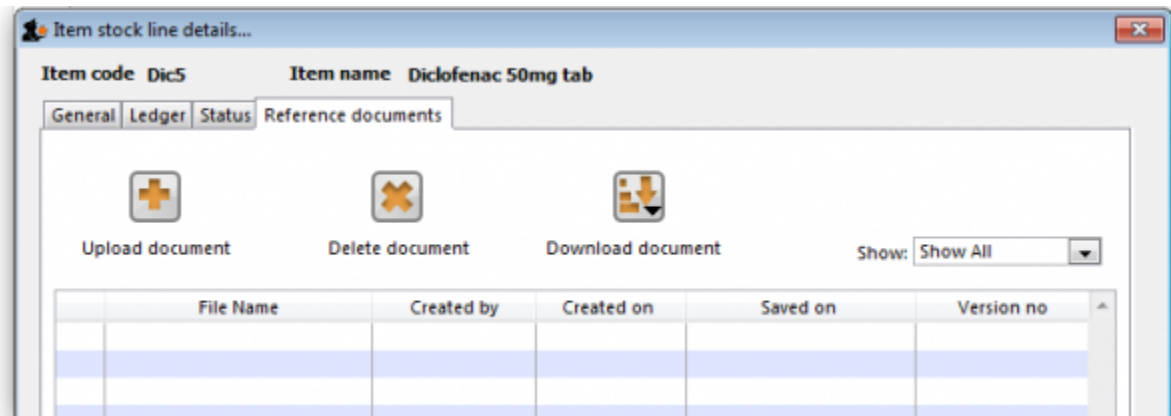 Item stock line details...
Item code Dic5 Item name Diclofenac 50mg tab
General Ledger Status Reference documents
Upload document Delete document Download document
Show: Show All
File Name Created by Created on Saved on Version no